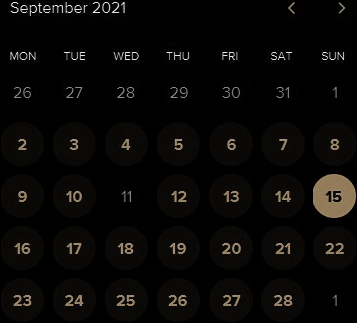 September 2021
MON TUE WED THU FRI SAT SUN
26 27 28 29 30 31 1
2 3 4 5 6 7 8
9 10 11 12 13 14 15
16 17 18 19 20 21 22
23 24 25 26 27 28 1